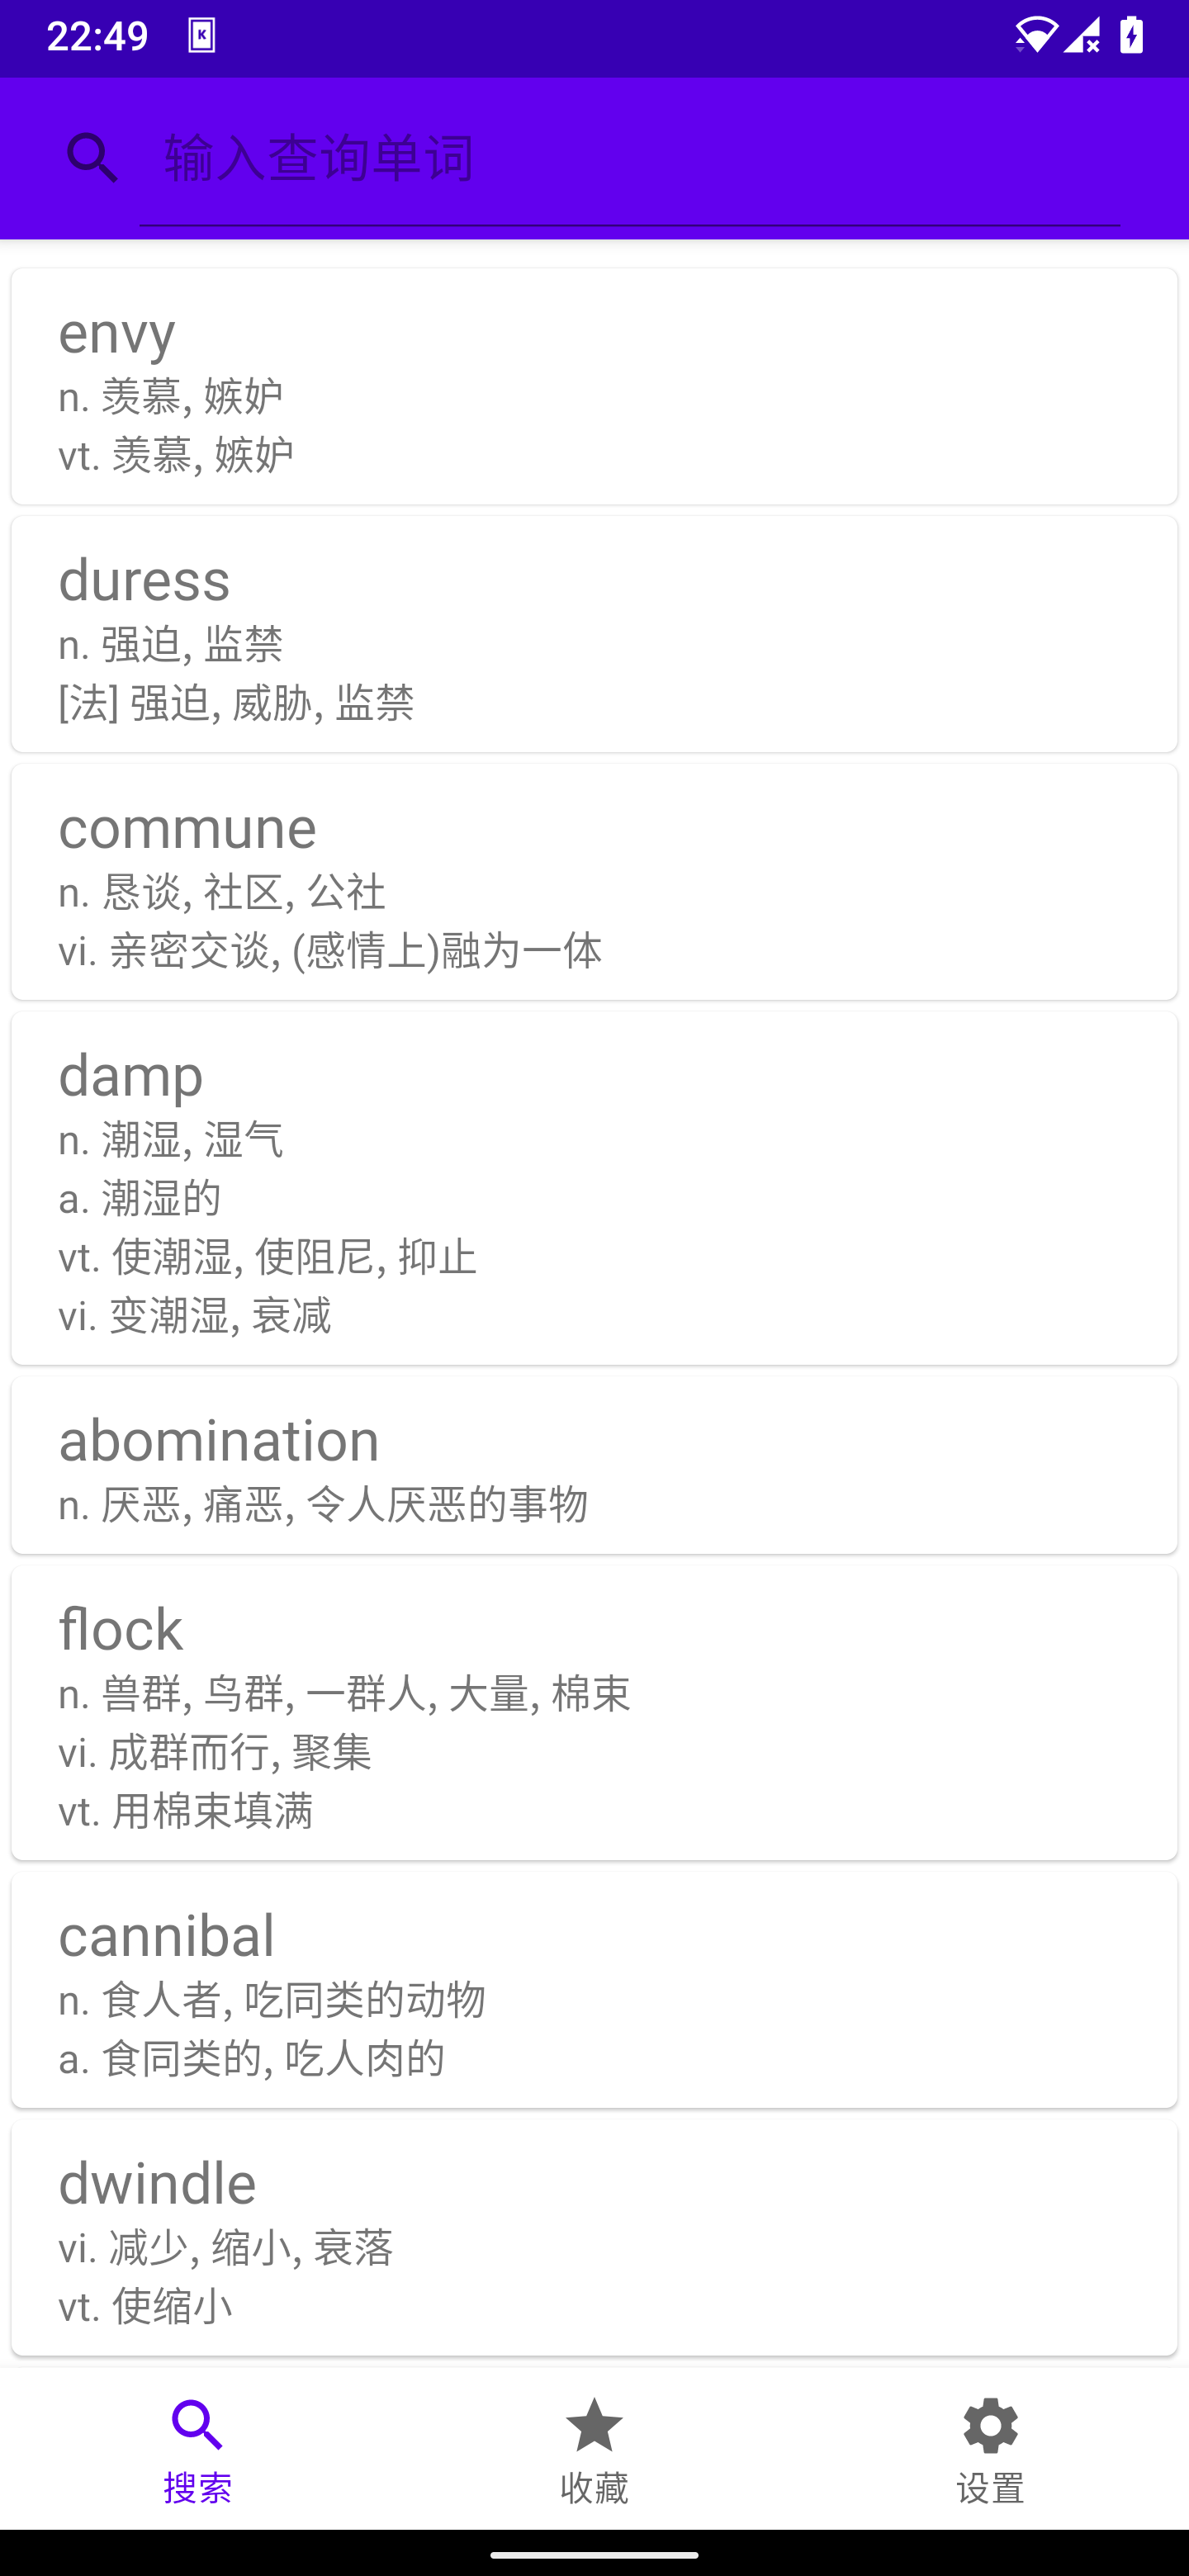 22:49
输入查询单词
envy
n. 羡慕, 嫉妒
vt. 羡慕, 嫉妒
duress
n. 强迫, 监禁
[法] 强迫, 威胁, 监禁
commune
n. 恳谈, 社区, 公社
vi. 亲密交谈, (感情上)融为一体
damp
n. 潮湿, 湿气
a. 潮湿的
vt. 使潮湿, 使阻尼, 抑止
vi. 变潮湿, 衰减
abomination
n. 厌恶, 痛恶, 令人厌恶的事物
flock
n. 兽群, 鸟群, 一群人, 大量, 棉束
vi. 成群而行, 聚集
vt. 用棉束填满
cannibal
n. 食人者, 吃同类的动物
a. 食同类的, 吃人肉的
dwindle
vi. 减少, 缩小, 衰落
vt. 使缩小
搜索 收藏 设置